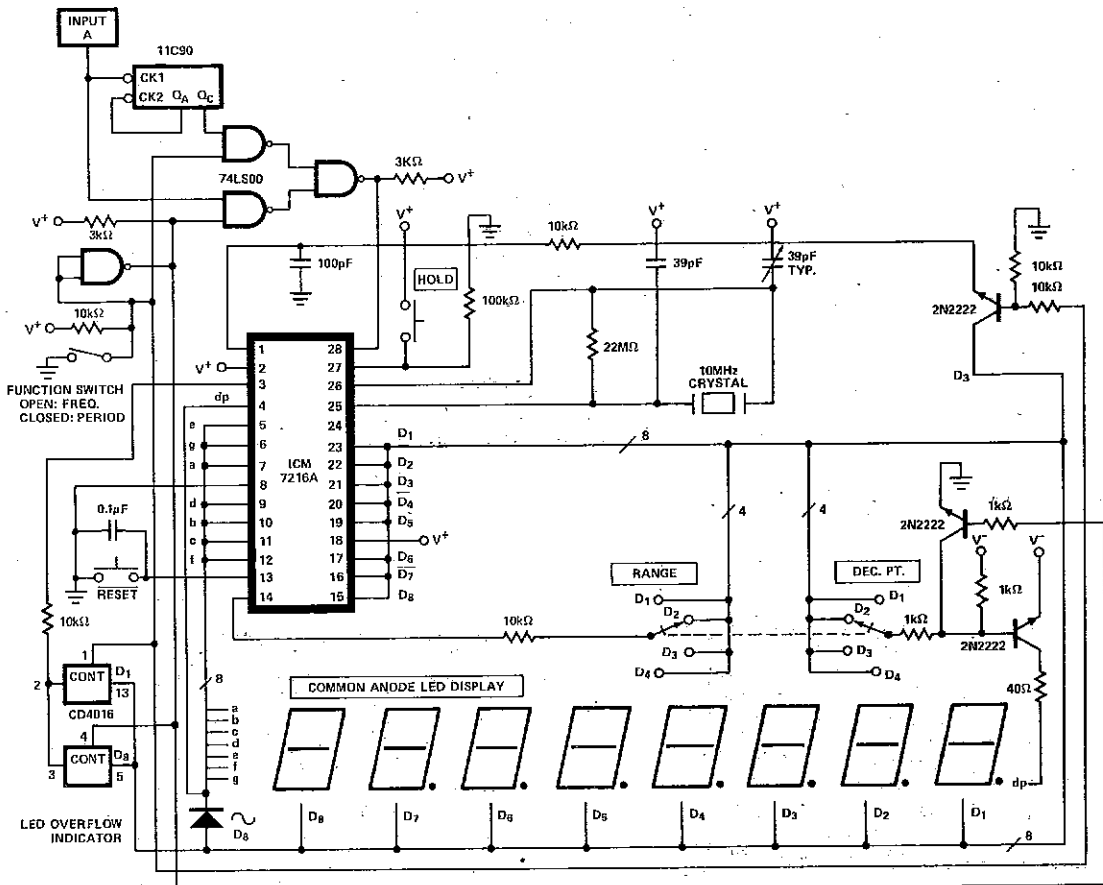 INPUT
A
11C90
CK1
CK2 QA QC
74LS00
3KΩ
V+
V+
3kΩ
10kΩ
V+
FUNCTION SWITCH
OPEN: FREQ.
CLOSED: PERIOD
100pF
V+
HOLD
100kΩ
10kΩ
V+
39pF
V+
39pF
TYP.
22MΩ
10MHz
CRYSTAL
10kΩ
10kΩ
2N2222
D3
V+
dp
e
g
a
d
b
c
f
1
2
3
4
5
6
7
8
9
10
11
12
13
14
ICM
7216A
28
27
26
25
24
23
22
21
20
19
18
17
16
15
D1
D2
D3
D4
D5
V+
D6
D7
D8
8
4
4
0.1µF
RESET
10kΩ
RANGE
D1
D2
D3
D4
DEC. PT.
D1
D2
D3
D4
10kΩ
1kΩ
2N2222
1kΩ
V-
V-
1kΩ
2N2222
40Ω
dp
1
CONT
D1
2
13
CD4016
4
CONT
3
5
8
COMMON ANODE LED DISPLAY
a
b
c
d
e
f
g
LED OVERFLOW
INDICATOR
D8
D8
D7
D6
D5
D4
D3
D2
D1
8